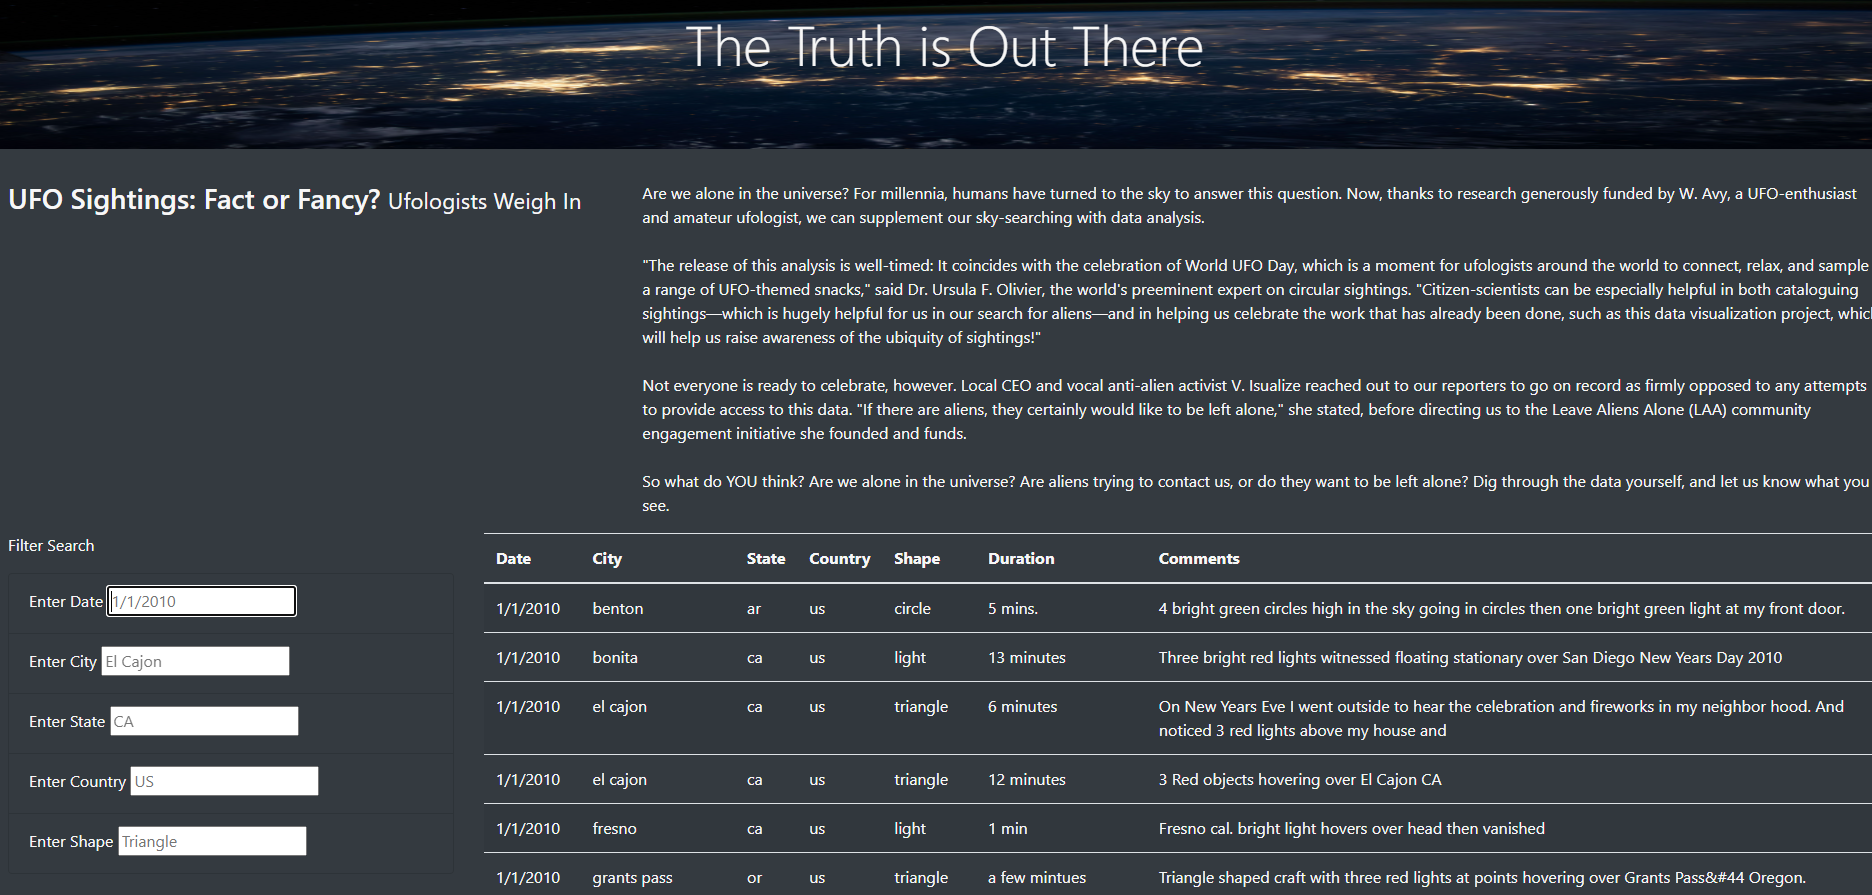 The Truth is Out There
UFO Sightings: Fact or Fancy? Ufologists Weigh In
Are we alone in the universe? For millennia, humans have turned to the sky to answer this question. Now, thanks to research generously funded by W. Avy, a UFO-enthusiast
and amateur ufologist, we can supplement our sky-searching with data analysis.
"The release of this analysis is well-timed: It coincides with the celebration of World UFO Day, which is a moment for ufologists around the world to connect, relax, and sample
a range of UFO-themed snacks," said Dr. Ursula F. Olivier, the world's preeminent expert on circular sightings. "Citizen-scientists can be especially helpful in both cataloguing
sightings—which is hugely helpful for us in our search for aliens—and in helping us celebrate the work that has already been done, such as this data visualization project, whic
will help us raise awareness of the ubiquity of sightings!"
Not everyone is ready to celebrate, however. Local CEO and vocal anti-alien activist V. Isualize reached out to our reporters to go on record as firmly opposed to any attempts
to provide access to this data. "If there are aliens, they certainly would like to be left alone," she stated, before directing us to the Leave Aliens Alone (LAA) community
engagement initiative she founded and funds.
So what do YOU think? Are we alone in the universe? Are aliens trying to contact us, or do they want to be left alone? Dig through the data yourself, and let us know what you
see.
Filter Search
Enter Date 1/1/2010
Enter City El Cajon
Enter State CA
Enter Country US
Enter Shape Triangle
Date City State Country Shape Duration Comments
1/1/2010 benton ar us circle 5 mins. 4 bright green circles high in the sky going in circles then one bright green light at my front door.
1/1/2010 bonita ca us light 13 minutes Three bright red lights witnessed floating stationary over San Diego New Years Day 2010
1/1/2010 el cajon ca us triangle 6 minutes On New Years Eve I went outside to hear the celebration and fireworks in my neighbor hood. And
noticed 3 red lights above my house and
1/1/2010 el cajon ca us triangle 12 minutes 3 Red objects hovering over El Cajon CA
1/1/2010 fresno ca us light 1 min Fresno cal. bright light hovers over head then vanished
1/1/2010 grants pass or us triangle a few mintues Triangle shaped craft with three red lights at points hovering over Grants Pass&#44 Oregon.